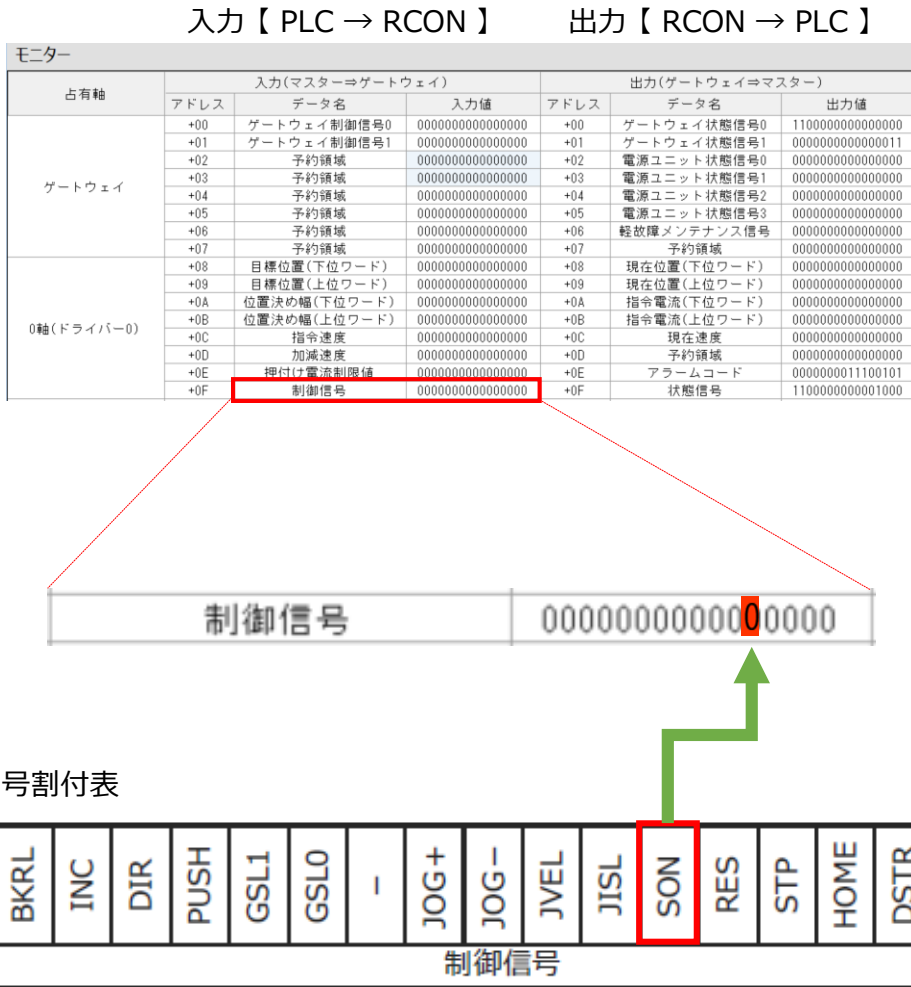 入力【 PLC → RCON 】 出力【 RCON → PLC 】
モニター
占有軸 入力(マスター⇒ゲートウェイ) 出力(ゲートウェイ⇒マスター)
アドレス データ名 入力値 アドレス データ名 出力値
ゲートウェイ
+00 ゲートウェイ制御信号0 0000000000000000 +00 ゲートウェイ状態信号0 1100000000000000
+01 ゲートウェイ制御信号1 0000000000000000 +01 ゲートウェイ状態信号1 0000000000000011
+02 予約領域 0000000000000000 +02 電源ユニット状態信号0 0000000000000000
+03 予約領域 0000000000000000 +03 電源ユニット状態信号1 0000000000000000
+04 予約領域 0000000000000000 +04 電源ユニット状態信号2 0000000000000000
+05 予約領域 0000000000000000 +05 電源ユニット状態信号3 0000000000000000
+06 予約領域 0000000000000000 +06 軽故障メンテナンス信号 0000000000000000
+07 予約領域 0000000000000000 +07 予約領域 0000000000000000
0軸(ドライバー0)
+08 目標位置(下位ワード) 0000000000000000 +08 現在位置(下位ワード) 0000000000000000
+09 目標位置(上位ワード) 0000000000000000 +09 現在位置(上位ワード) 0000000000000000
+0A 位置決め幅(下位ワード) 0000000000000000 +0A 指令電流(下位ワード) 0000000000000000
+0B 位置決め幅(上位ワード) 0000000000000000 +0B 指令電流(上位ワード) 0000000000000000
+0C 指令速度 0000000000000000 +0C 現在速度 0000000000000000
+0D 加減速度 0000000000000000 +0D 予約領域 0000000000000000
+0E 押付け電流制限値 0000000000000000 +0E アラームコード 0000000011100101
+0F 制御信号 0000000000000000 +0F 状態信号 1100000000001000
制御信号 0000000000000000
号割付表
BKRL INC DIR PUSH GSL1 GSL0 - JOG+ JOG- JVEL JISL SON RES STP HOME DSTR
制御信号